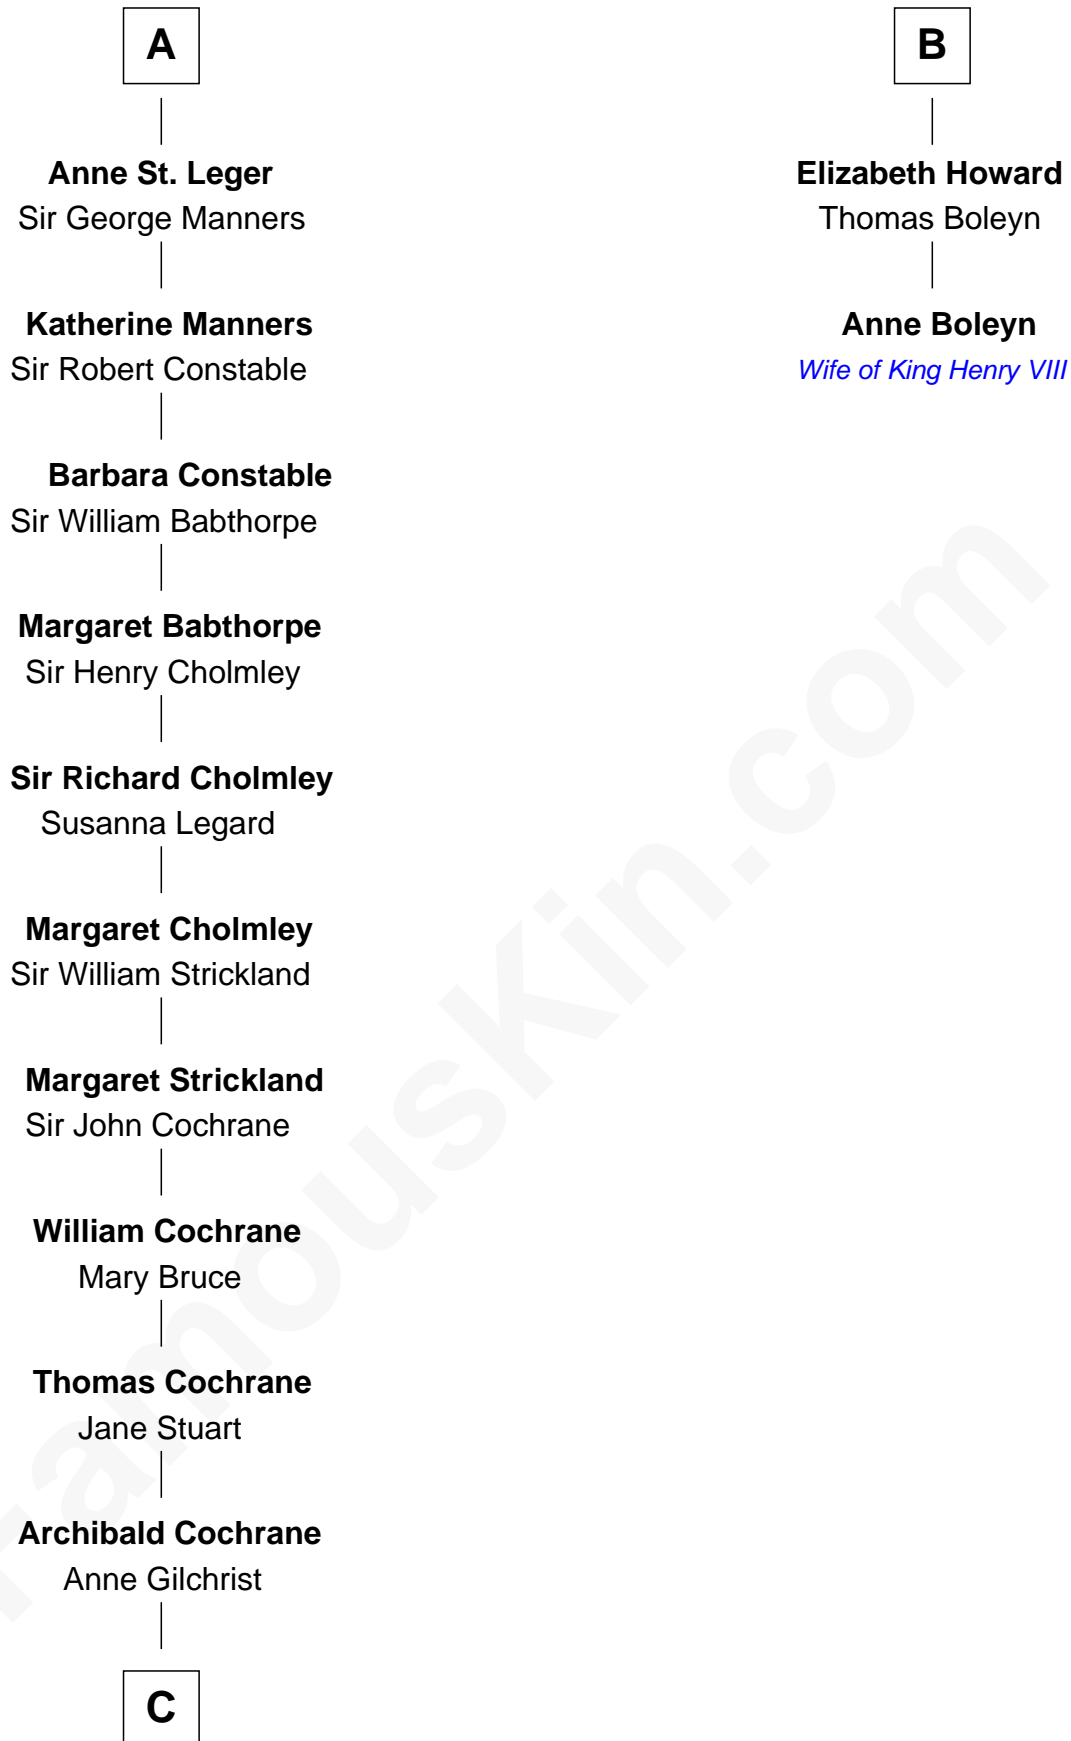 A
Anne St. Leger
Sir George Manners
Katherine Manners
Sir Robert Constable
Barbara Constable
Sir William Babthorpe
Margaret Babthorpe
Sir Henry Cholmley
Sir Richard Cholmley
Susanna Legard
Margaret Cholmley
Sir William Strickland
Margaret Strickland
Sir John Cochrane
William Cochrane
Mary Bruce
Thomas Cochrane
Jane Stuart
Archibald Cochrane
Anne Gilchrist
C
B
Elizabeth Howard
Thomas Boleyn
Anne Boleyn
Wife of King Henry VIII
FamousKin.com